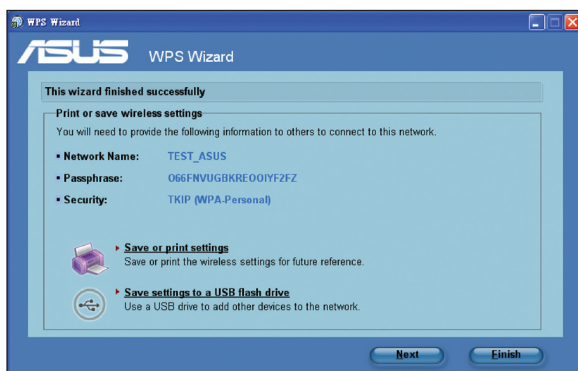 WPS Wizard
ASUS WPS Wizard
This wizard finished successfully
Print or save wireless settings
You will need to provide the following information to others to connect to this network.
▪ Network Name: TEST_ASUS
▪ Passphrase: O66FNVUGBKREOOIYF2FZ
▪ Security: TKIP (WPA-Personal)
Save or print settings
Save or print the wireless settings for future reference.
Save settings to a USB flash drive
Use a USB drive to add other devices to the network.
Next Finish